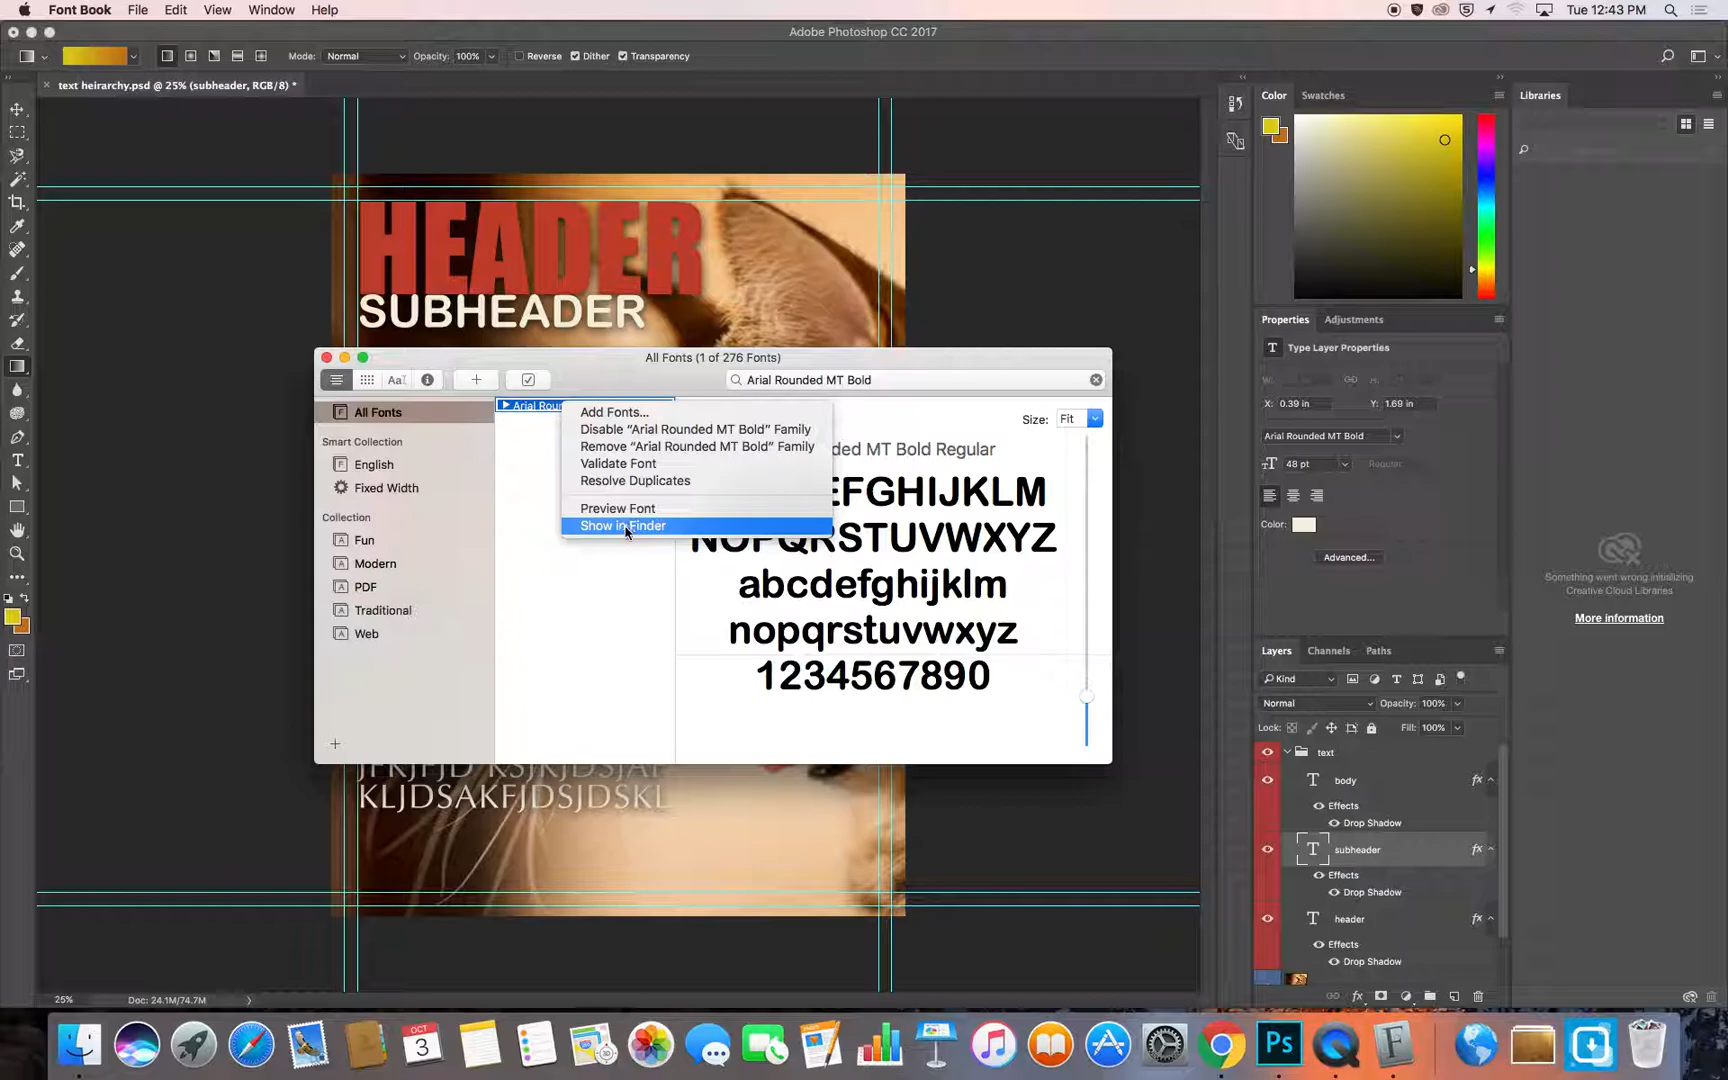 Font Book File Edit View Window Help Tue 12:43 PM
Adobe Photoshop CC 2017
Mode: Normal Opacity: 100% Reverse Dither Transparency
text heirarchy.psd @ 25% (subheader, RGB/8) *
HEADER
SUBHEADER
All Fonts (1 of 276 Fonts)
Arial Rounded MT Bold
All Fonts
Smart Collection
English
Fixed Width
Collection
Fun
Modern
PDF
Traditional
Web
Add Fonts...
Disable “Arial Rounded MT Bold” Family
Remove “Arial Rounded MT Bold” Family
Validate Font
Resolve Duplicates
Preview Font
Show in Finder
Size: Fit
MT Bold Regular
EFGHIJKLM
NOPQRSTUVWXYZ
abcdefghijklm
nopqrstuvwxyz
1234567890
KLJDSAKFJDSJDSKL
25% Doc: 24.1M/74.7M
Color Swatches
Properties Adjustments
Type Layer Properties
W: H:
X: 0.39 in Y: 1.69 in
Arial Rounded MT Bold
48 pt Regular
Color:
Advanced...
Layers Channels Paths
Kind
Normal Opacity: 100%
Lock: Fill: 100%
text
body
Effects
Drop Shadow
subheader
Effects
Drop Shadow
header
Effects
Drop Shadow
Libraries
Something went wrong initializing
Creative Cloud Libraries
More information
OCT
3
Ps